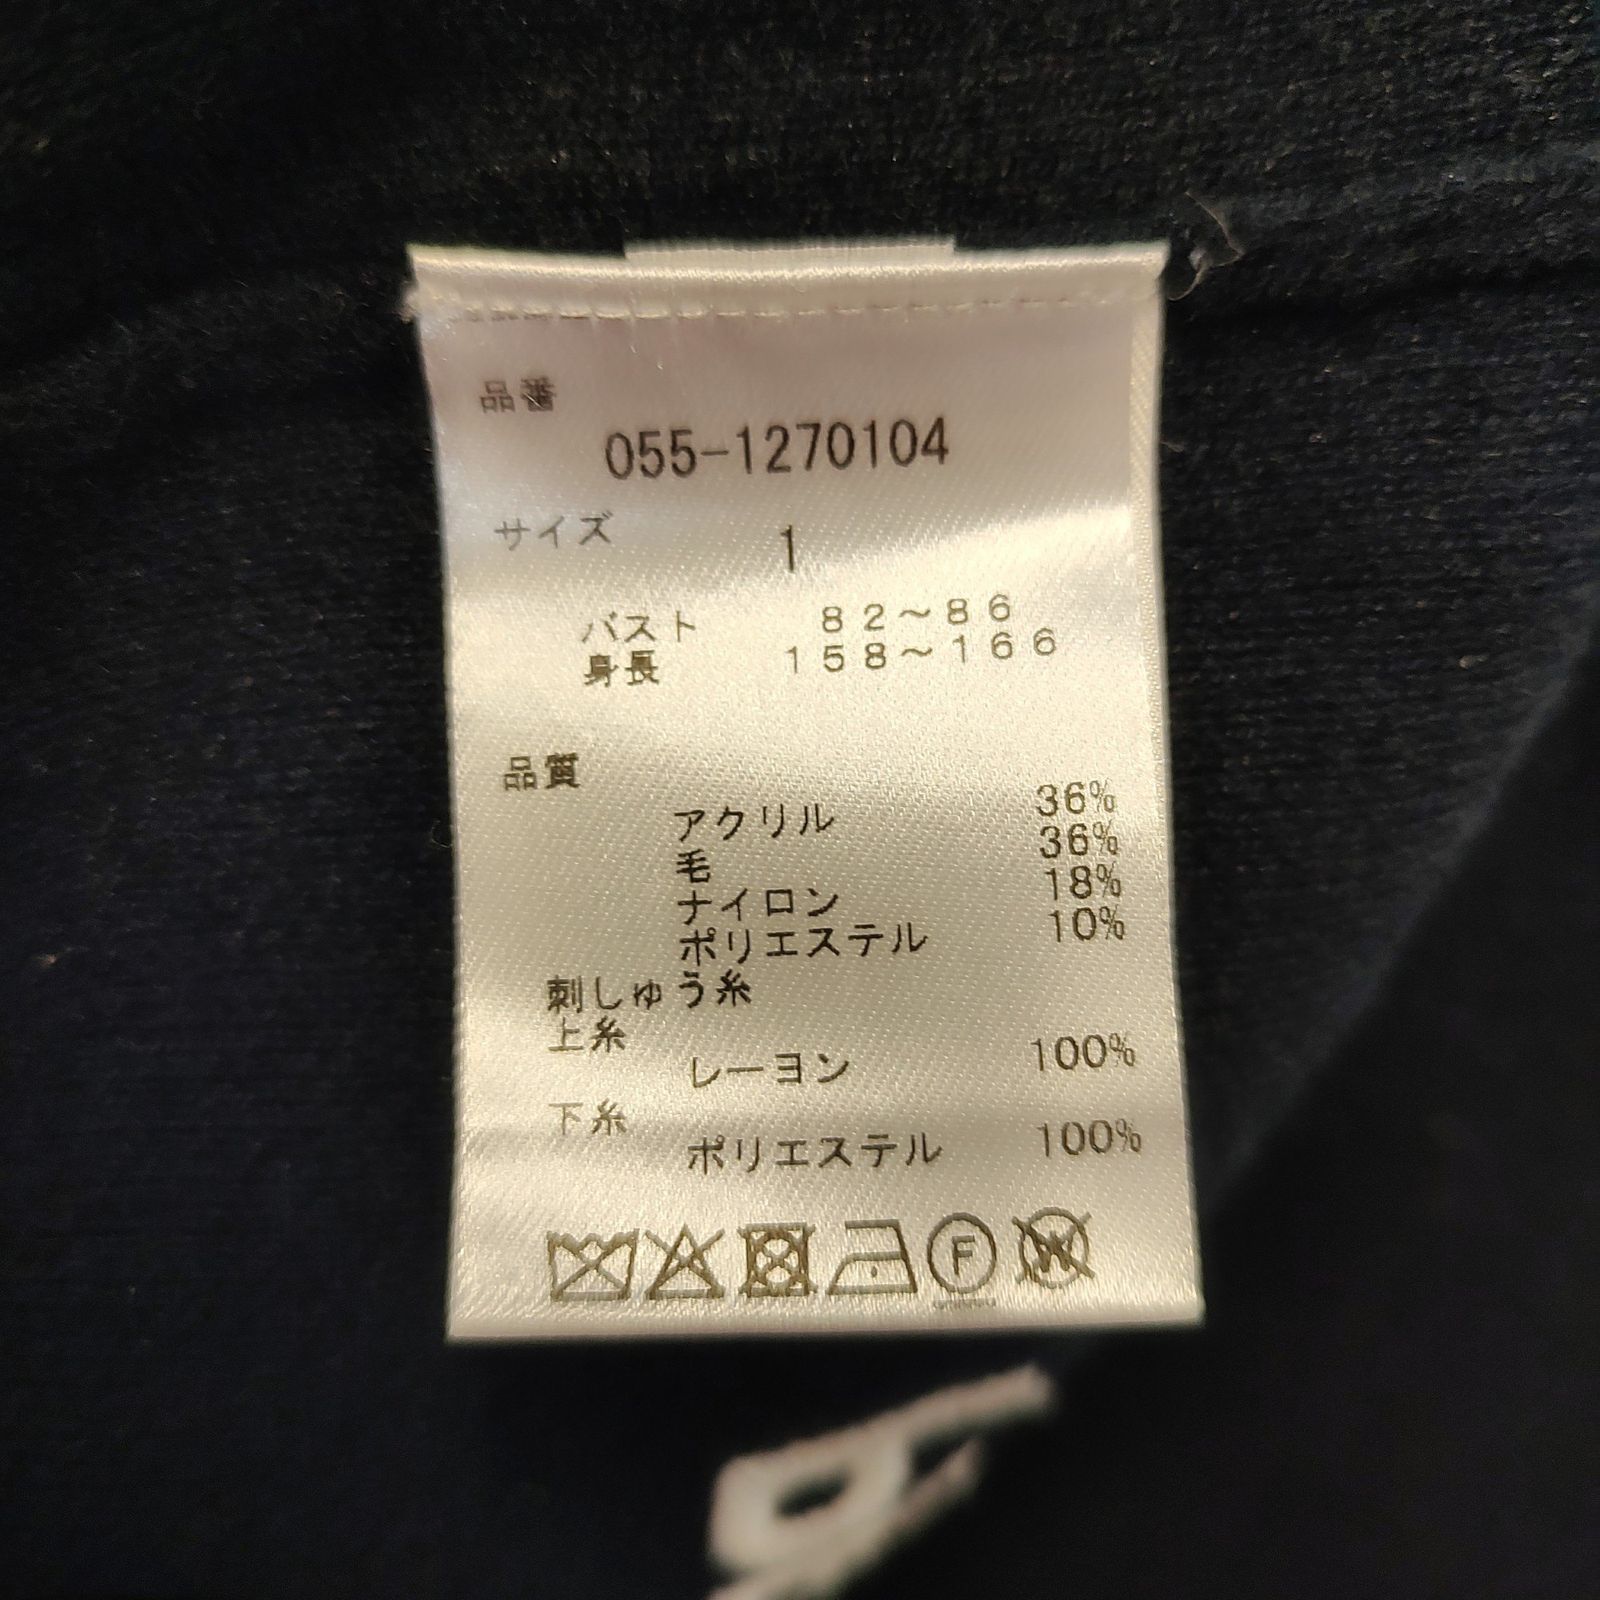 品番
055-1270104
サイズ 1
バスト 82～86
身長 158～166
品質
アクリル 36%
毛 36%
ナイロン 18%
ポリエステル 10%
刺しゅう糸
上糸
レーヨン 100%
下糸
ポリエステル 100%
F W